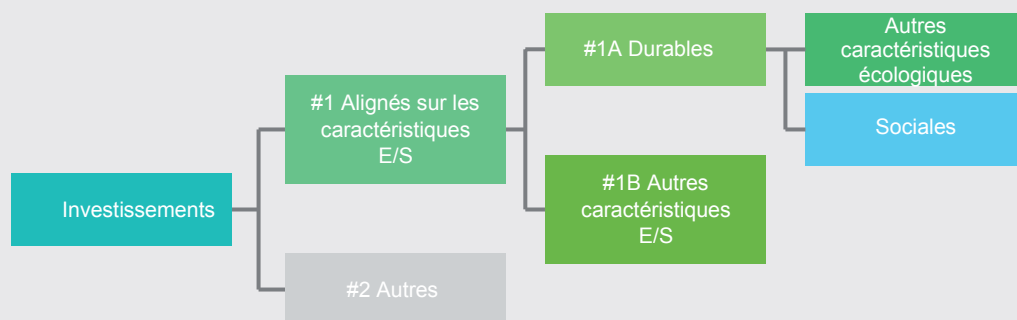 Investissements
#1 Alignés sur les
caractéristiques
E/S
#2 Autres
#1A Durables
#1B Autres
caractéristiques
E/S
Autres
caractéristiques
écologiques
Sociales